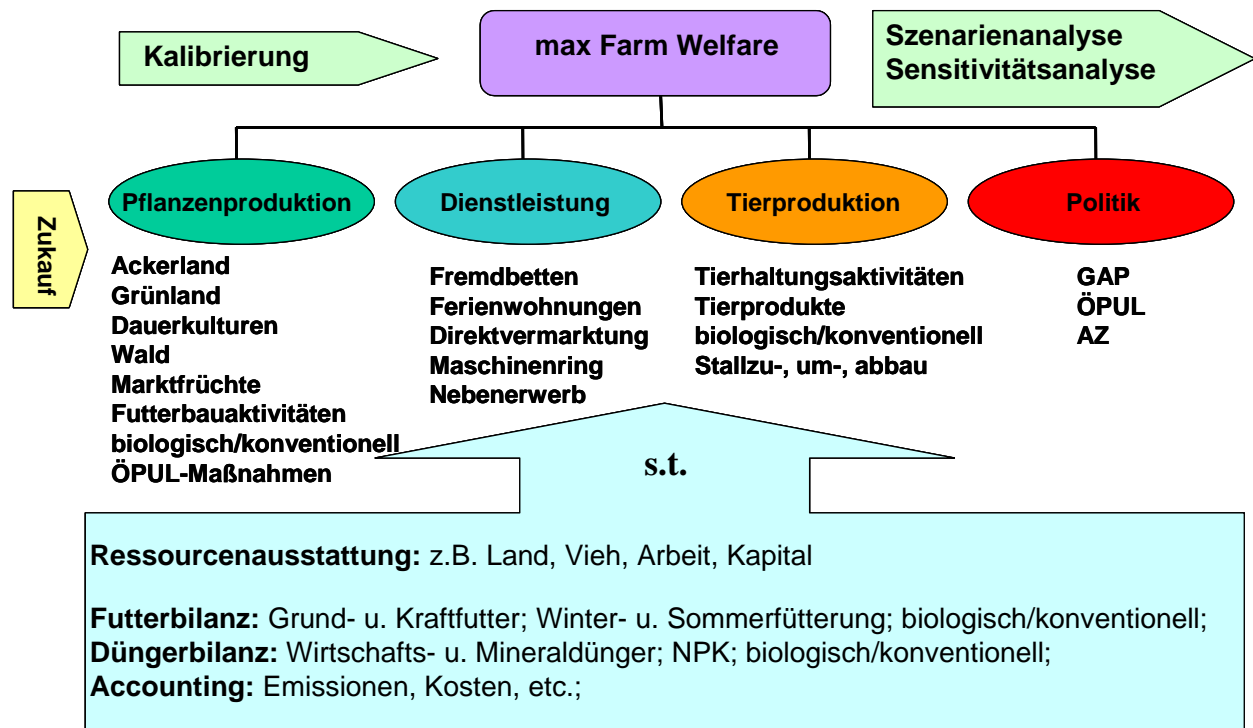 Kalibrierung
max Farm Welfare
Szenarienanalyse
Sensitivitätsanalyse
Zukauf
Pflanzenproduktion
Ackerland
Grünland
Dauerkulturen
Wald
Marktfrüchte
Futterbauaktivitäten
biologisch/konventionell
ÖPUL-Maßnahmen
Dienstleistung
Fremdbetten
Ferienwohnungen
Direktvermarktung
Maschinenring
Nebenerwerb
Tierproduktion
Tierhaltungsaktivitäten
Tierprodukte
biologisch/konventionell
Stallzu-, um-, abbau
Politik
GAP
ÖPUL
AZ
s.t.
Ressourcenausstattung: z.B. Land, Vieh, Arbeit, Kapital
Futterbilanz: Grund- u. Kraftfutter; Winter- u. Sommerfütterung; biologisch/konventionell;
Düngerbilanz: Wirtschafts- u. Mineraldünger; NPK; biologisch/konventionell;
Accounting: Emissionen, Kosten, etc.;